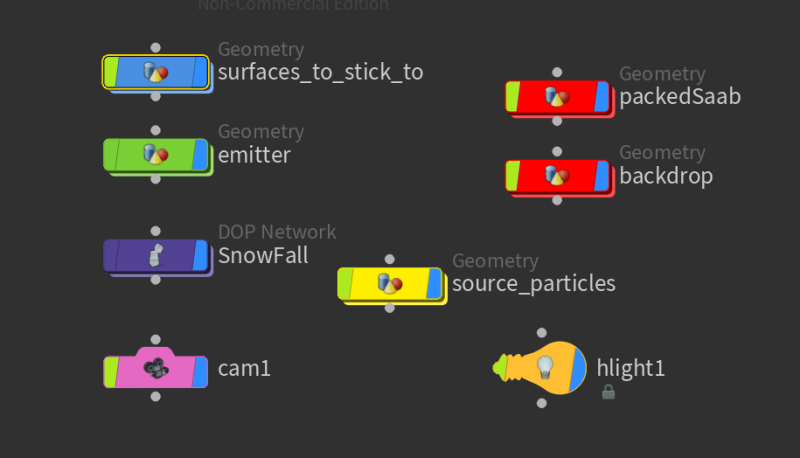 Non-Commercial Edition
Geometry
surfaces_to_stick_to
Geometry
packedSaab
Geometry
emitter
Geometry
backdrop
DOP Network
SnowFall
Geometry
source_particles
cam1
hlight1